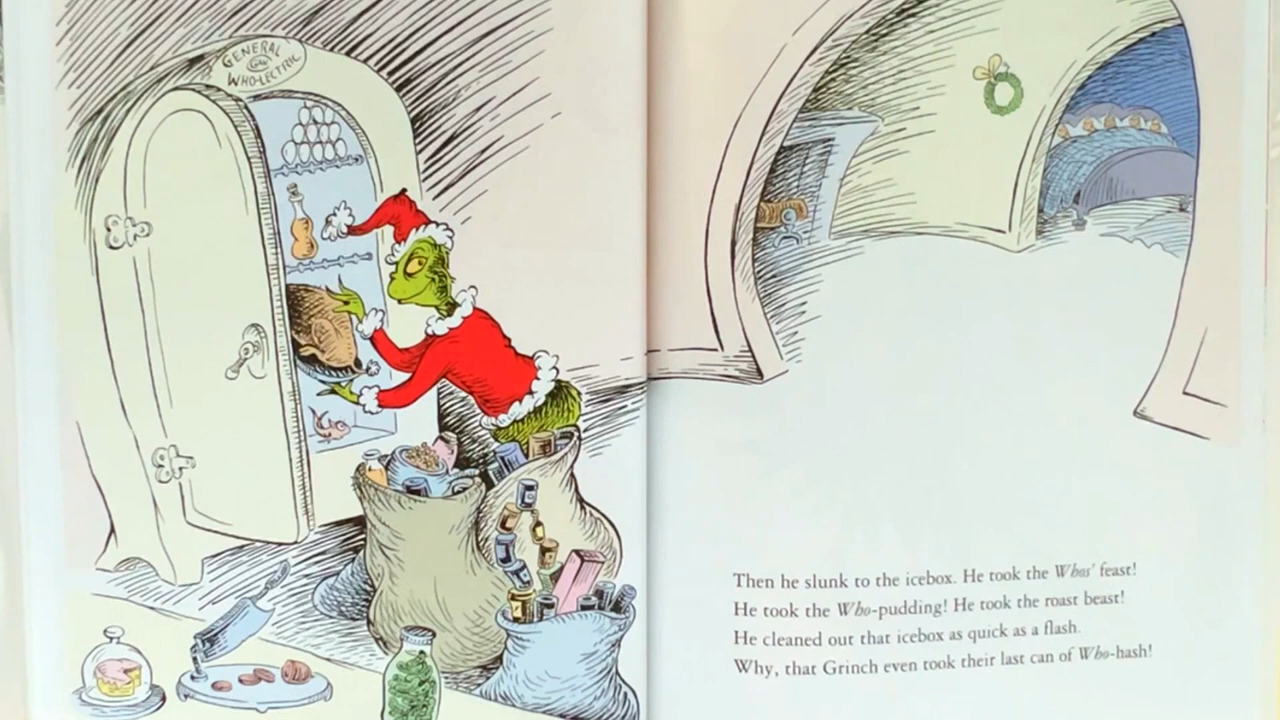 GENERAL
WHO-LECTRIC
Then he slunk to the icebox. He took the Whos' feast!
He took the Who-pudding! He took the roast beast!
He cleaned out that icebox as quick as a flash.
Why, that Grinch even took their last can of Who-hash!